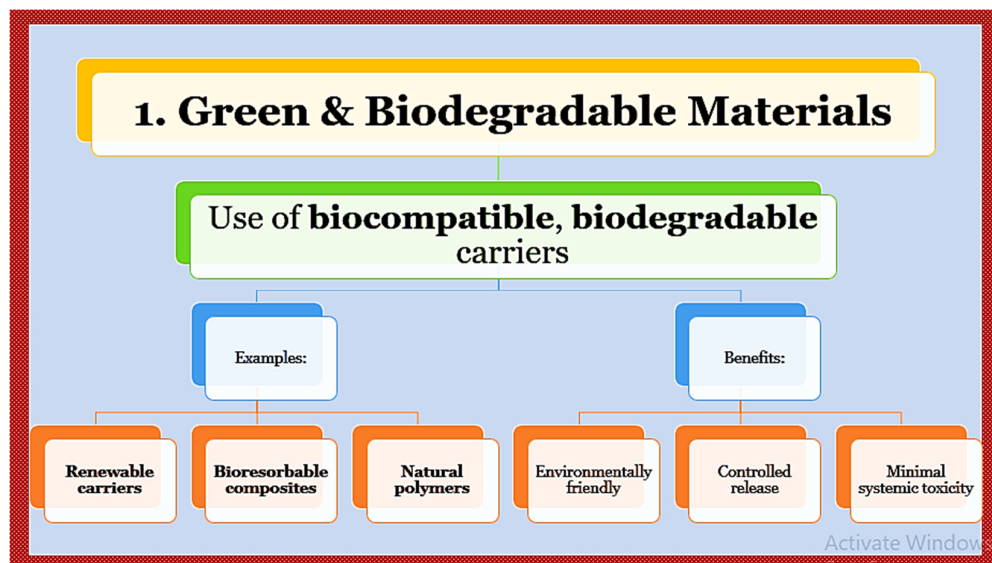 1. Green & Biodegradable Materials
Use of biocompatible, biodegradable
carriers
Examples:
Benefits:
Renewable
carriers
Bioresorbable
composites
Natural
polymers
Environmentally
friendly
Controlled
release
Minimal
systemic toxicity
Activate Windows